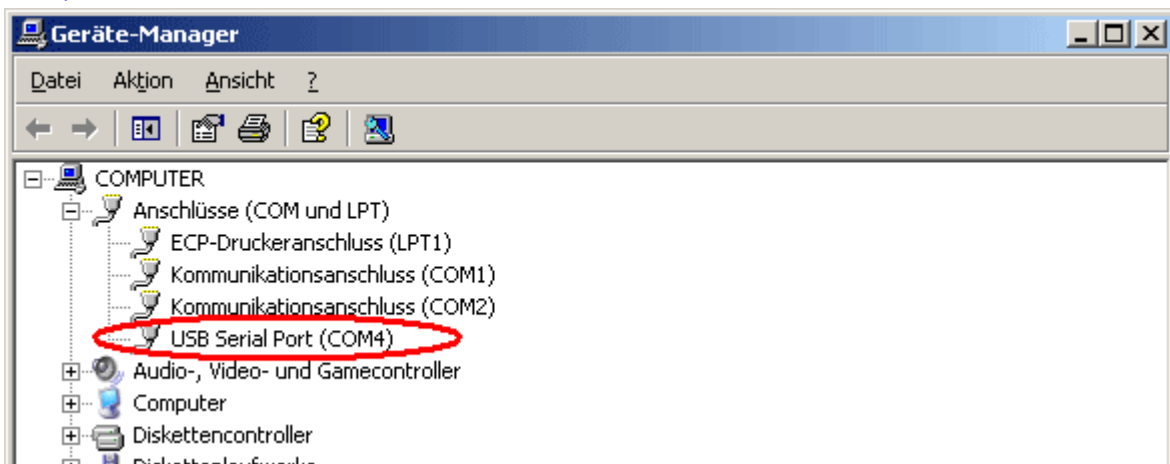 Geräte-Manager
Datei Aktion Ansicht ?
COMPUTER
Anschlüsse (COM und LPT)
ECP-Druckeranschluss (LPT1)
Kommunikationsanschluss (COM1)
Kommunikationsanschluss (COM2)
USB Serial Port (COM4)
Audio-, Video- und Gamecontroller
Computer
Diskettencontroller